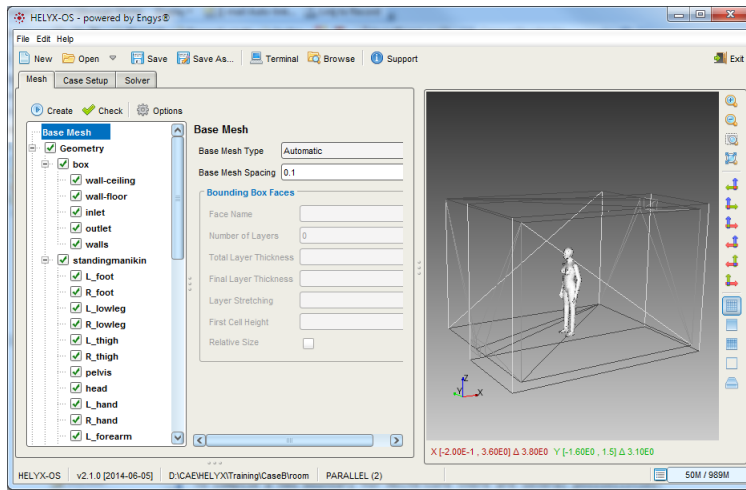 HELYX-OS - powered by Engys®
File Edit Help
New Open Save Save As... Terminal Browse Support Exit
Mesh Case Setup Solver
Create Check Options
Base Mesh
Geometry
box
wall-ceiling
wall-floor
inlet
outlet
walls
standingmanikin
L_foot
R_foot
L_lowleg
R_lowleg
L_thigh
R_thigh
pelvis
head
L_hand
R_hand
L_forearm
Base Mesh
Base Mesh Type Automatic
Base Mesh Spacing 0.1
Bounding Box Faces
Face Name
Number of Layers 0
Total Layer Thickness
Final Layer Thickness
Layer Stretching
First Cell Height
Relative Size
Z
Y X
X [-2.00E-1 , 3.60E0] Δ 3.80E0 Y [-1.60E0 , 1.5] Δ 3.10E0
HELYX-OS v2.1.0 [2014-06-05] D:\CAE\HELYX\Training\CaseB\room PARALLEL (2) 50M / 989M